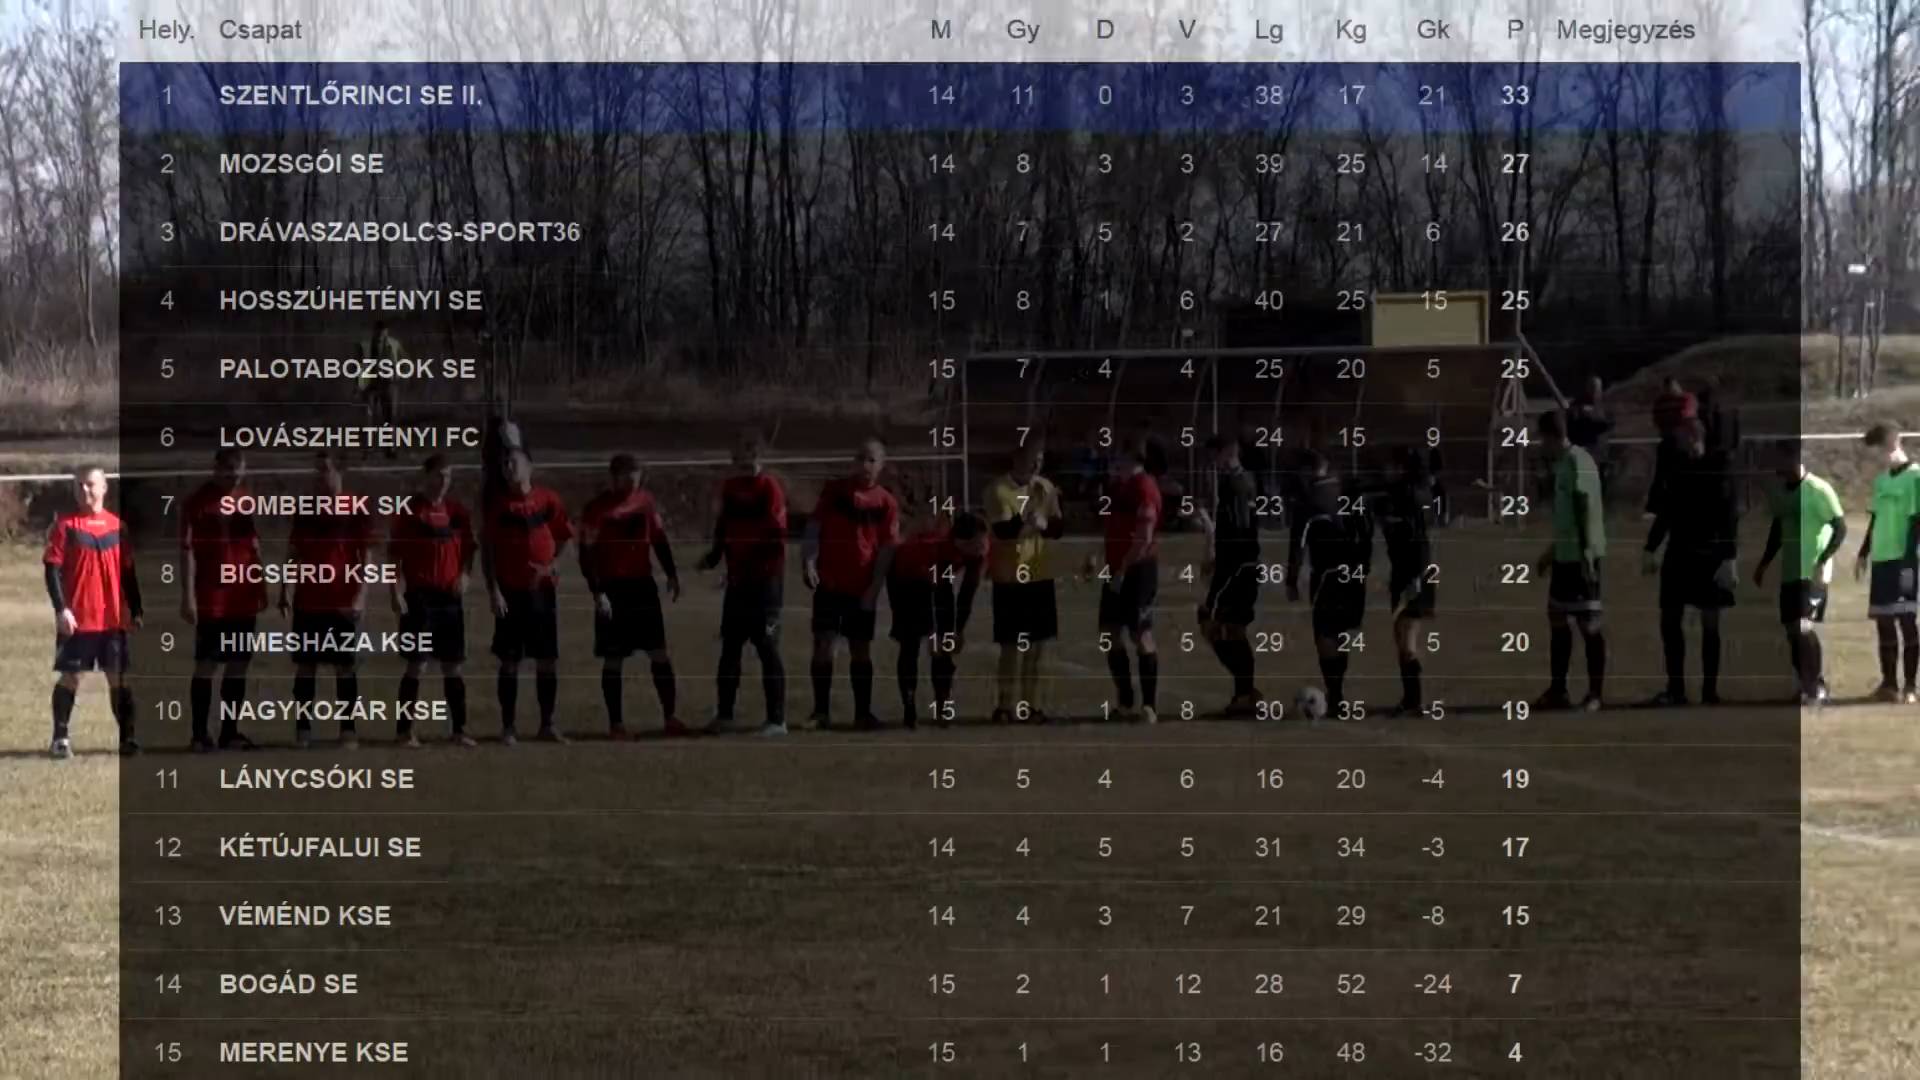 Hely. Csapat M Gy D V Lg Kg Gk P Megjegyzés
1 SZENTLŐRINCI SE II. 14 11 0 3 38 17 21 33
2 MOZSGÓI SE 14 8 3 3 39 25 14 27
3 DRÁVASZABOLCS-SPORT36 14 7 5 2 27 21 6 26
4 HOSSZÚHETÉNYI SE 15 8 1 6 40 25 15 25
5 PALOTABOZSOK SE 15 7 4 4 25 20 5 25
6 LOVÁSZHETÉNYI FC 15 7 3 5 24 15 9 24
7 SOMBEREK SK 14 7 2 5 23 24 -1 23
8 BICSÉRD KSE 14 6 4 4 36 34 2 22
9 HIMESHÁZA KSE 15 5 5 5 29 24 5 20
10 NAGYKOZÁR KSE 15 6 1 8 30 35 -5 19
11 LÁNYCSÓKI SE 15 5 4 6 16 20 -4 19
12 KÉTÚJFALUI SE 14 4 5 5 31 34 -3 17
13 VÉMÉND KSE 14 4 3 7 21 29 -8 15
14 BOGÁD SE 15 2 1 12 28 52 -24 7
15 MERENYE KSE 15 1 1 13 16 48 -32 4